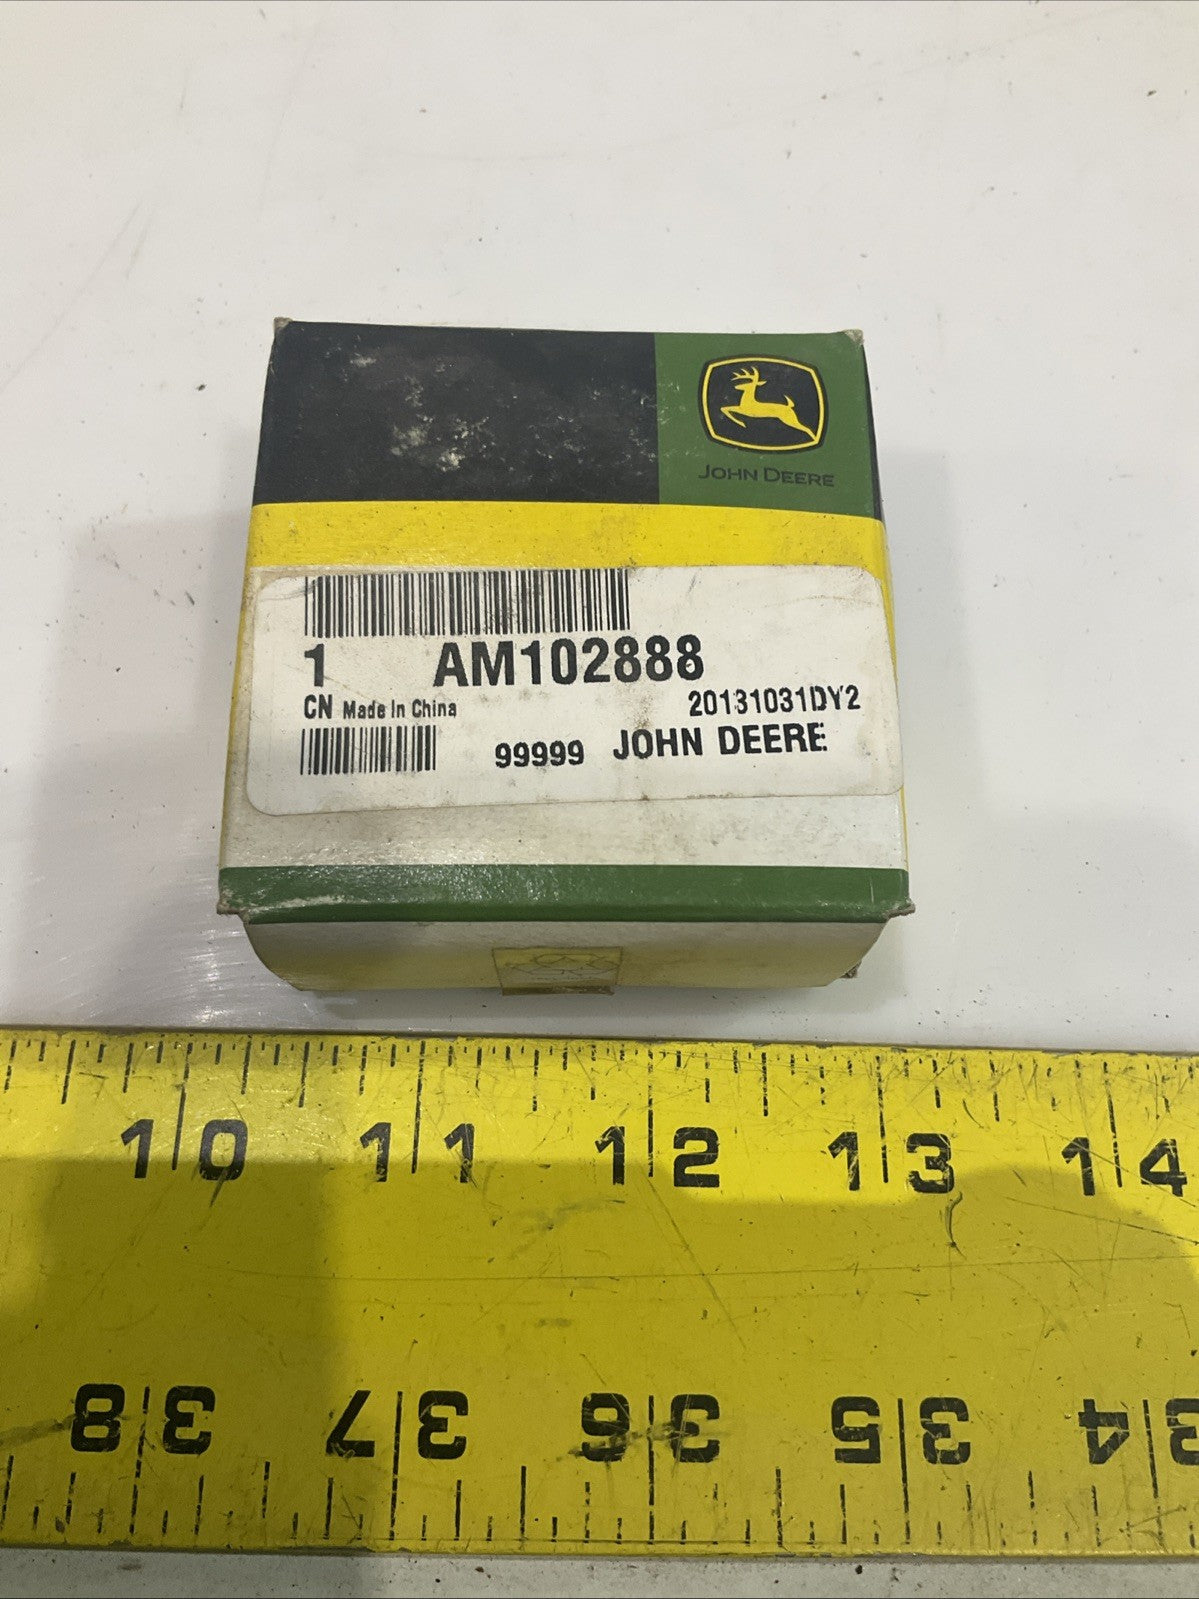 JOHN DEERE
1 AM102888
CN Made In China 20131031DY2
99999 JOHN DEERE
10 11 12 13 14
38 37 36 35 34